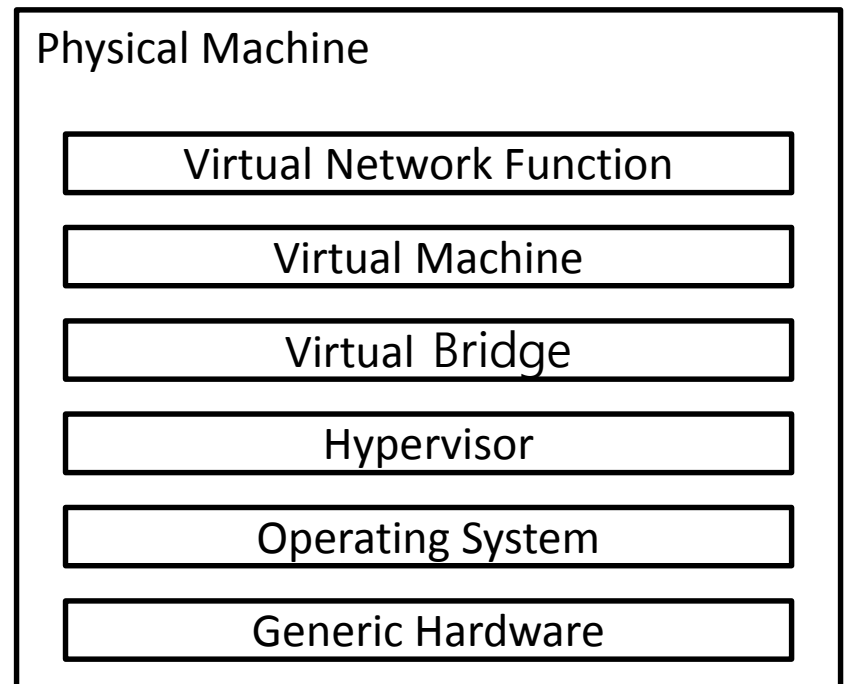 Physical Machine
Virtual Network Function
Virtual Machine
Virtual Bridge
Hypervisor
Operating System
Generic Hardware